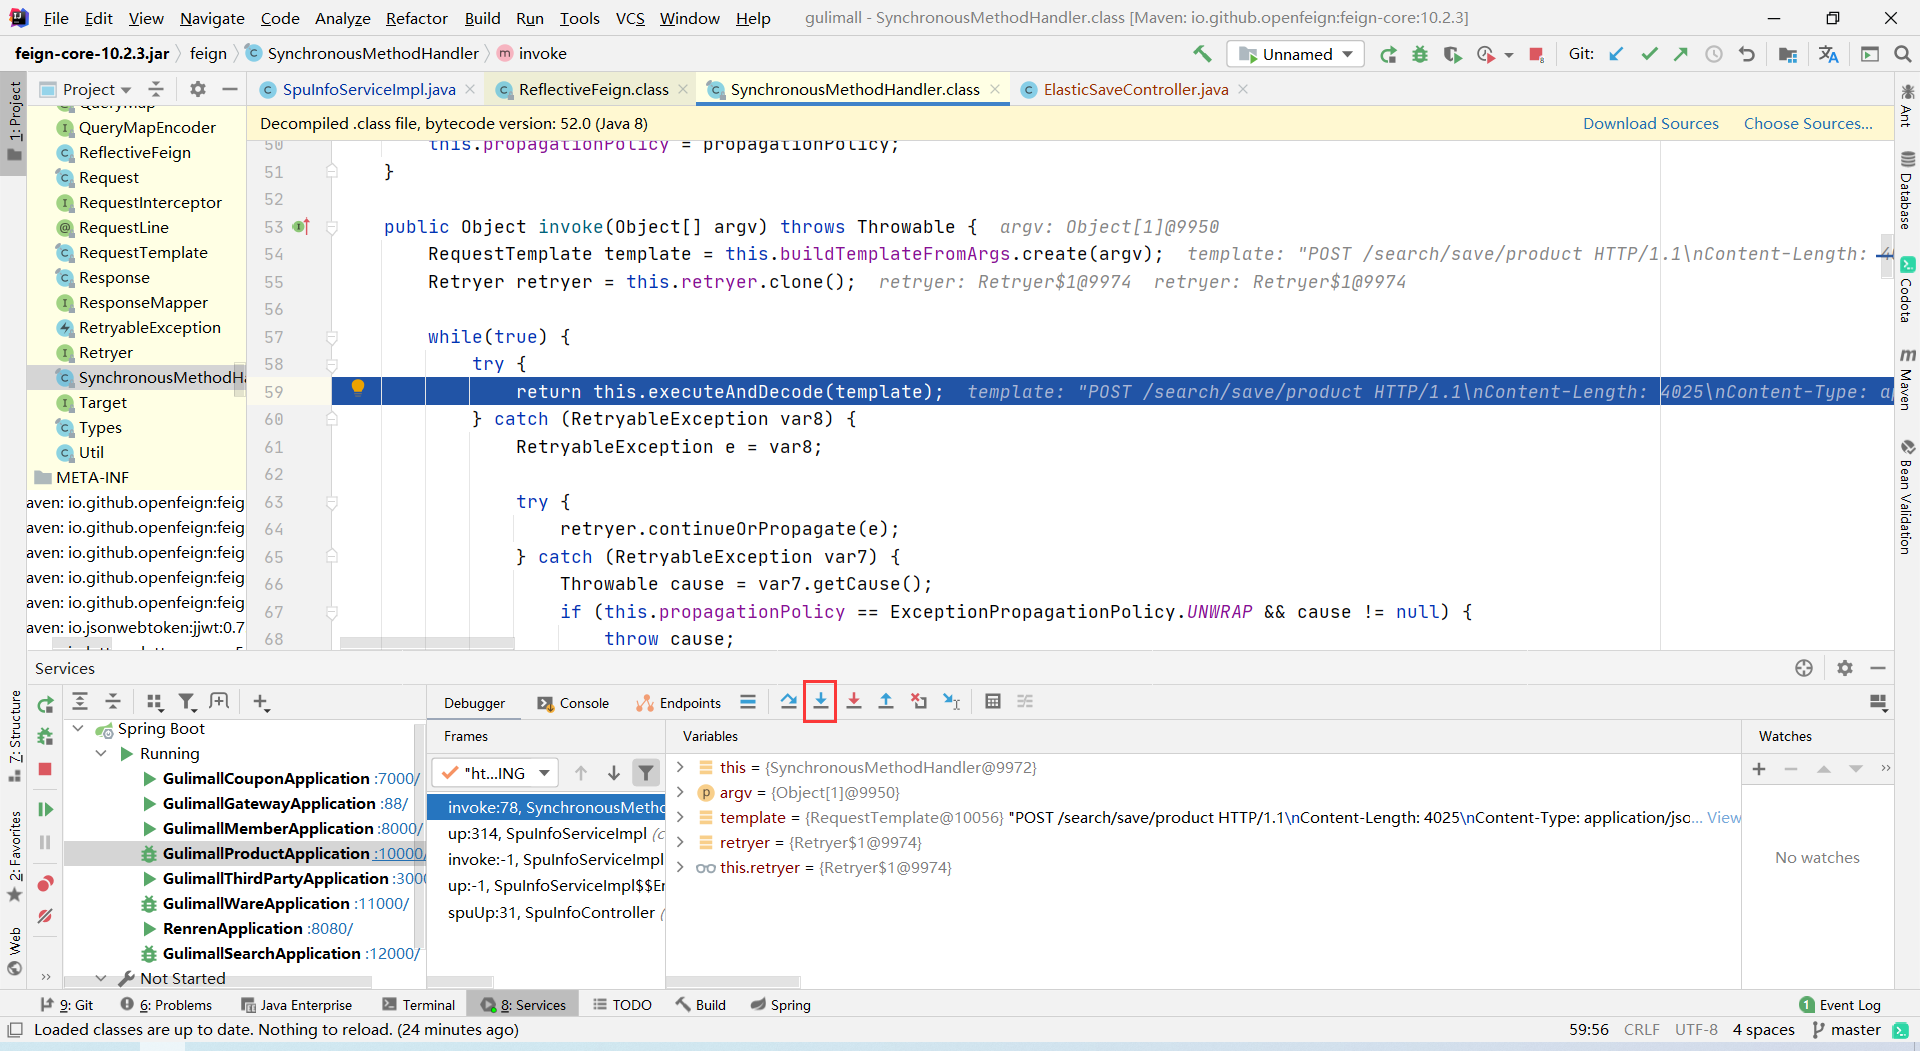 File Edit View Navigate Code Analyze Refactor Build Run Tools VCS Window Help gulimall - SynchronousMethodHandler.class [Maven: io.github.openfeign:feign-core:10.2.3]
feign-core-10.2.3.jar feign SynchronousMethodHandler invoke Unnamed Git:
Project SpuInfoServiceImpl.java ReflectiveFeign.class SynchronousMethodHandler.class ElasticSaveController.java
Decompiled .class file, bytecode version: 52.0 (Java 8) Download Sources Choose Sources...
1: Project
QueryMap
QueryMapEncoder
ReflectiveFeign
Request
RequestInterceptor
RequestLine
RequestTemplate
Response
ResponseMapper
RetryableException
Retryer
SynchronousMethodHa
Target
Types
Util
META-INF
aven: io.github.openfeign:feig
aven: io.github.openfeign:feig
aven: io.github.openfeign:feig
aven: io.github.openfeign:feig
aven: io.github.openfeign:feig
aven: io.jsonwebtoken:jjwt:0.7
50 this.propagationPolicy = propagationPolicy;
51 }
52
53 public Object invoke(Object[] argv) throws Throwable { argv: Object[1]@9950
54 RequestTemplate template = this.buildTemplateFromArgs.create(argv); template: "POST /search/save/product HTTP/1.1\nContent-Length: 4
55 Retryer retryer = this.retryer.clone(); retryer: Retryer$1@9974 retryer: Retryer$1@9974
56
57 while(true) {
58 try {
59 return this.executeAndDecode(template); template: "POST /search/save/product HTTP/1.1\nContent-Length: 4025\nContent-Type: a
60 } catch (RetryableException var8) {
61 RetryableException e = var8;
62
63 try {
64 retryer.continueOrPropagate(e);
65 } catch (RetryableException var7) {
66 Throwable cause = var7.getCause();
67 if (this.propagationPolicy == ExceptionPropagationPolicy.UNWRAP && cause != null) {
68 throw cause;
Ant
Database
Codota
Maven
Bean Validation
Services
Z: Structure
2: Favorites
Web
Debugger Console Endpoints
Spring Boot
Running
GulimallCouponApplication :7000/
GulimallGatewayApplication :88/
GulimallMemberApplication :8000/
GulimallProductApplication :10000/
GulimallThirdPartyApplication :3000
GulimallWareApplication :11000/
RenrenApplication :8080/
GulimallSearchApplication :12000/
Not Started
Frames
"ht...ING
invoke:78, SynchronousMetho
up:314, SpuInfoServiceImpl (c
invoke:-1, SpuInfoServiceImpl
up:-1, SpuInfoServiceImpl$$E
spuUp:31, SpuInfoController (
Variables
this = {SynchronousMethodHandler@9972}
argv = {Object[1]@9950}
template = {RequestTemplate@10056} "POST /search/save/product HTTP/1.1\nContent-Length: 4025\nContent-Type: application/jso... View
retryer = {Retryer$1@9974}
this.retryer = {Retryer$1@9974}
Watches
No watches
9: Git 6: Problems Java Enterprise Terminal 8: Services TODO Build Spring 1 Event Log
Loaded classes are up to date. Nothing to reload. (24 minutes ago) 59:56 CRLF UTF-8 4 spaces master